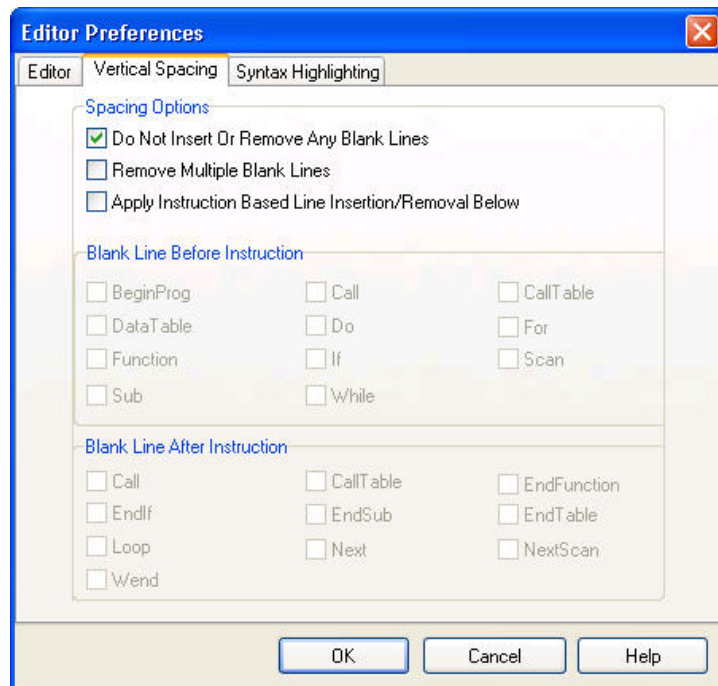 Editor Preferences
Editor Vertical Spacing Syntax Highlighting
Spacing Options
Do Not Insert Or Remove Any Blank Lines
Remove Multiple Blank Lines
Apply Instruction Based Line Insertion/Removal Below
Blank Line Before Instruction
BeginProg Call CallTable
DataTable Do For
Function If Scan
Sub While
Blank Line After Instruction
Call CallTable EndFunction
EndIf EndSub EndTable
Loop Next NextScan
Wend
OK Cancel Help